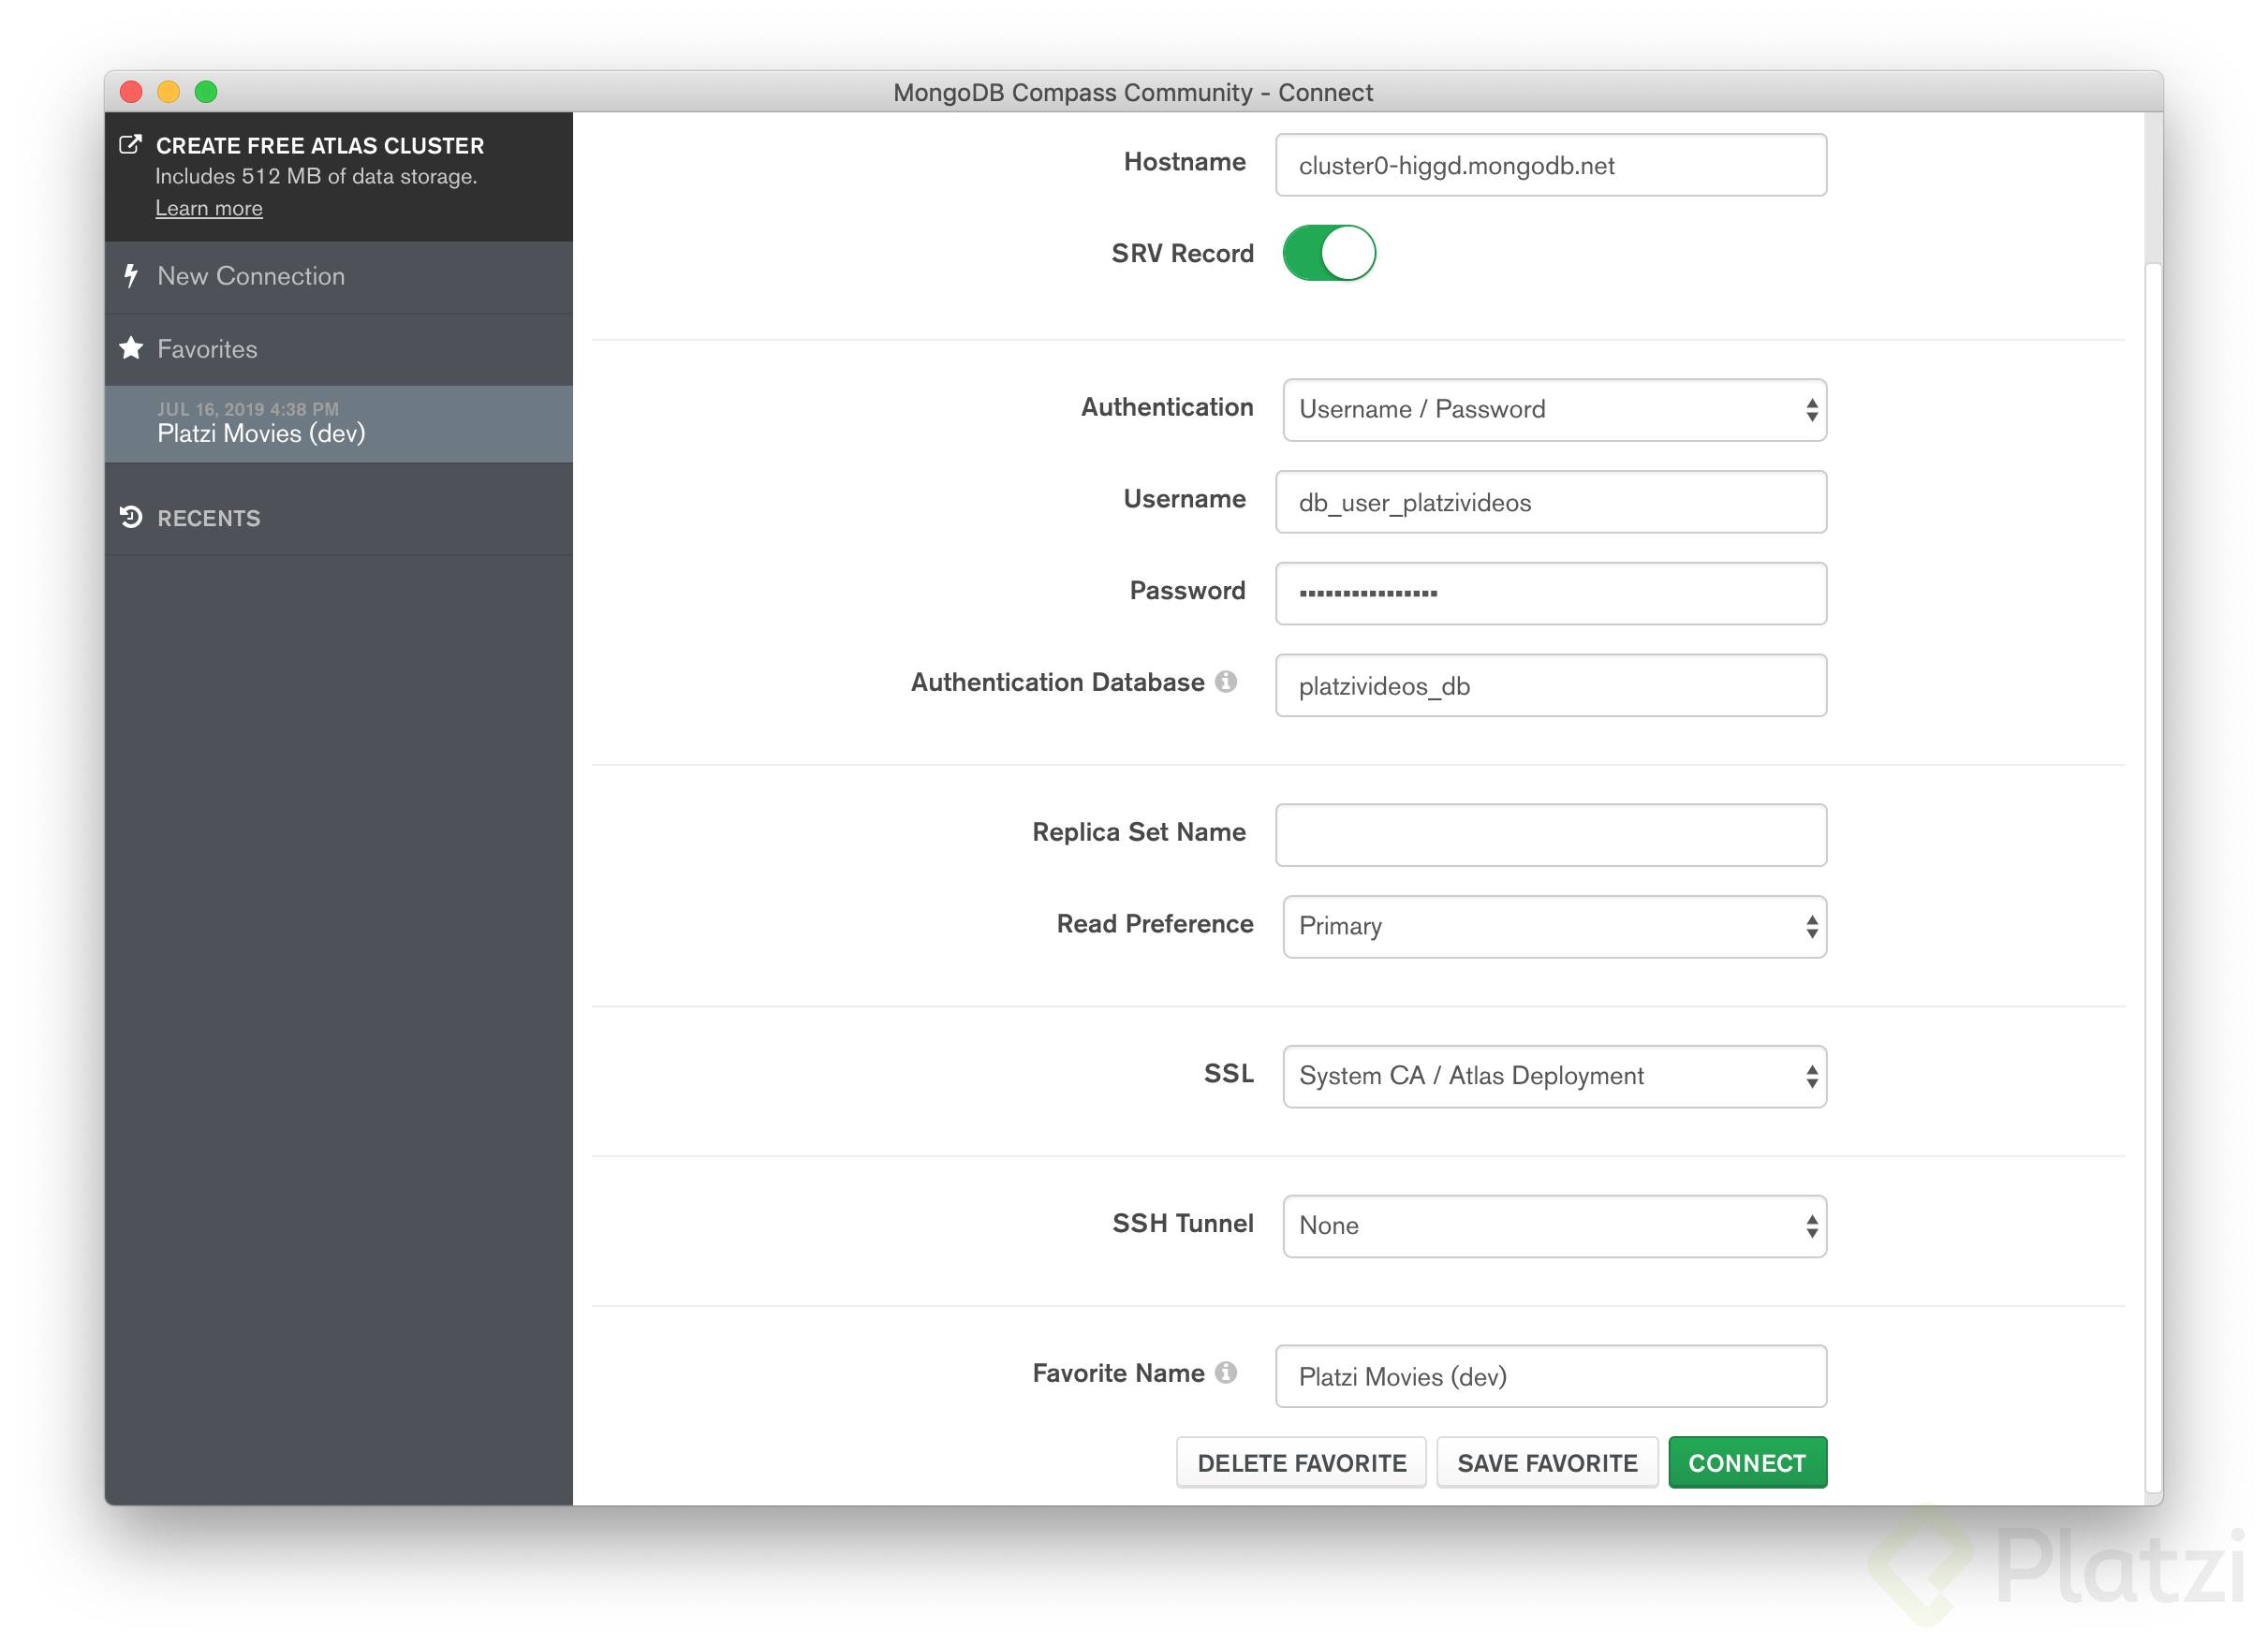 MongoDB Compass Community - Connect
CREATE FREE ATLAS CLUSTER
Includes 512 MB of data storage.
Learn more
New Connection
Favorites
JUL 16, 2019 4:38 PM
Platzi Movies (dev)
RECENTS
Hostname
cluster0-higgd.mongodb.net
SRV Record
Authentication
Username / Password
Username
db_user_platzivideos
Password
••••••••••••••••
Authentication Database
platzivideos_db
Replica Set Name
Read Preference
Primary
SSL
System CA / Atlas Deployment
SSH Tunnel
None
Favorite Name
Platzi Movies (dev)
DELETE FAVORITE
SAVE FAVORITE
CONNECT
Platzi